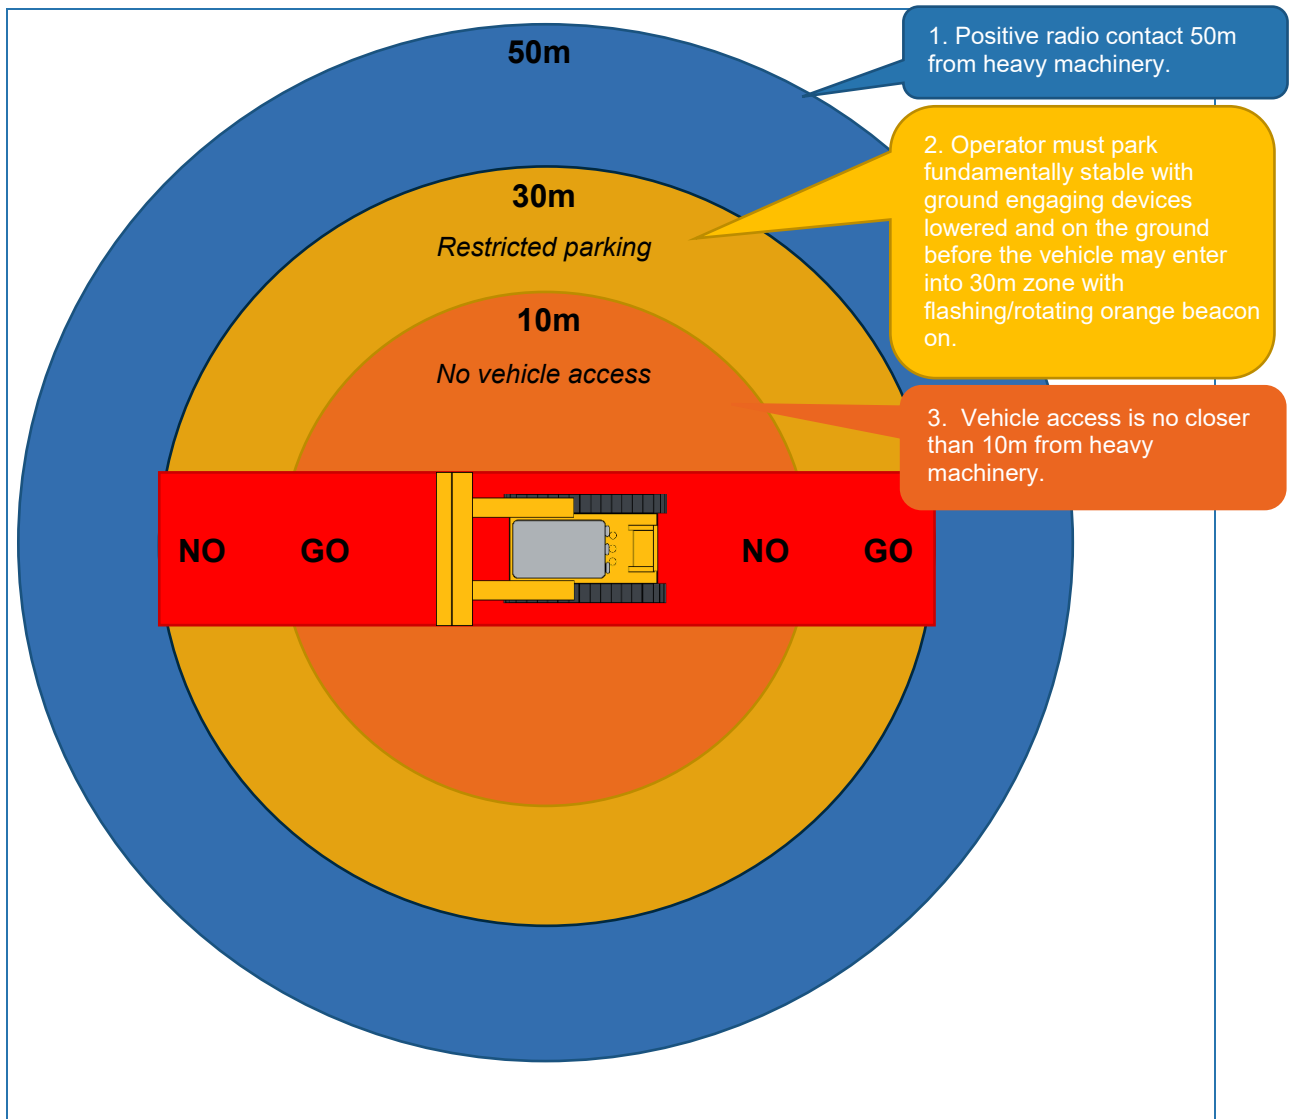 50m
1. Positive radio contact 50m
from heavy machinery.
30m
Restricted parking
2. Operator must park
fundamentally stable with
ground engaging devices
lowered and on the ground
before the vehicle may enter
into 30m zone with
flashing/rotating orange beacon
on.
10m
No vehicle access
3. Vehicle access is no closer
than 10m from heavy
machinery.
NO GO NO GO